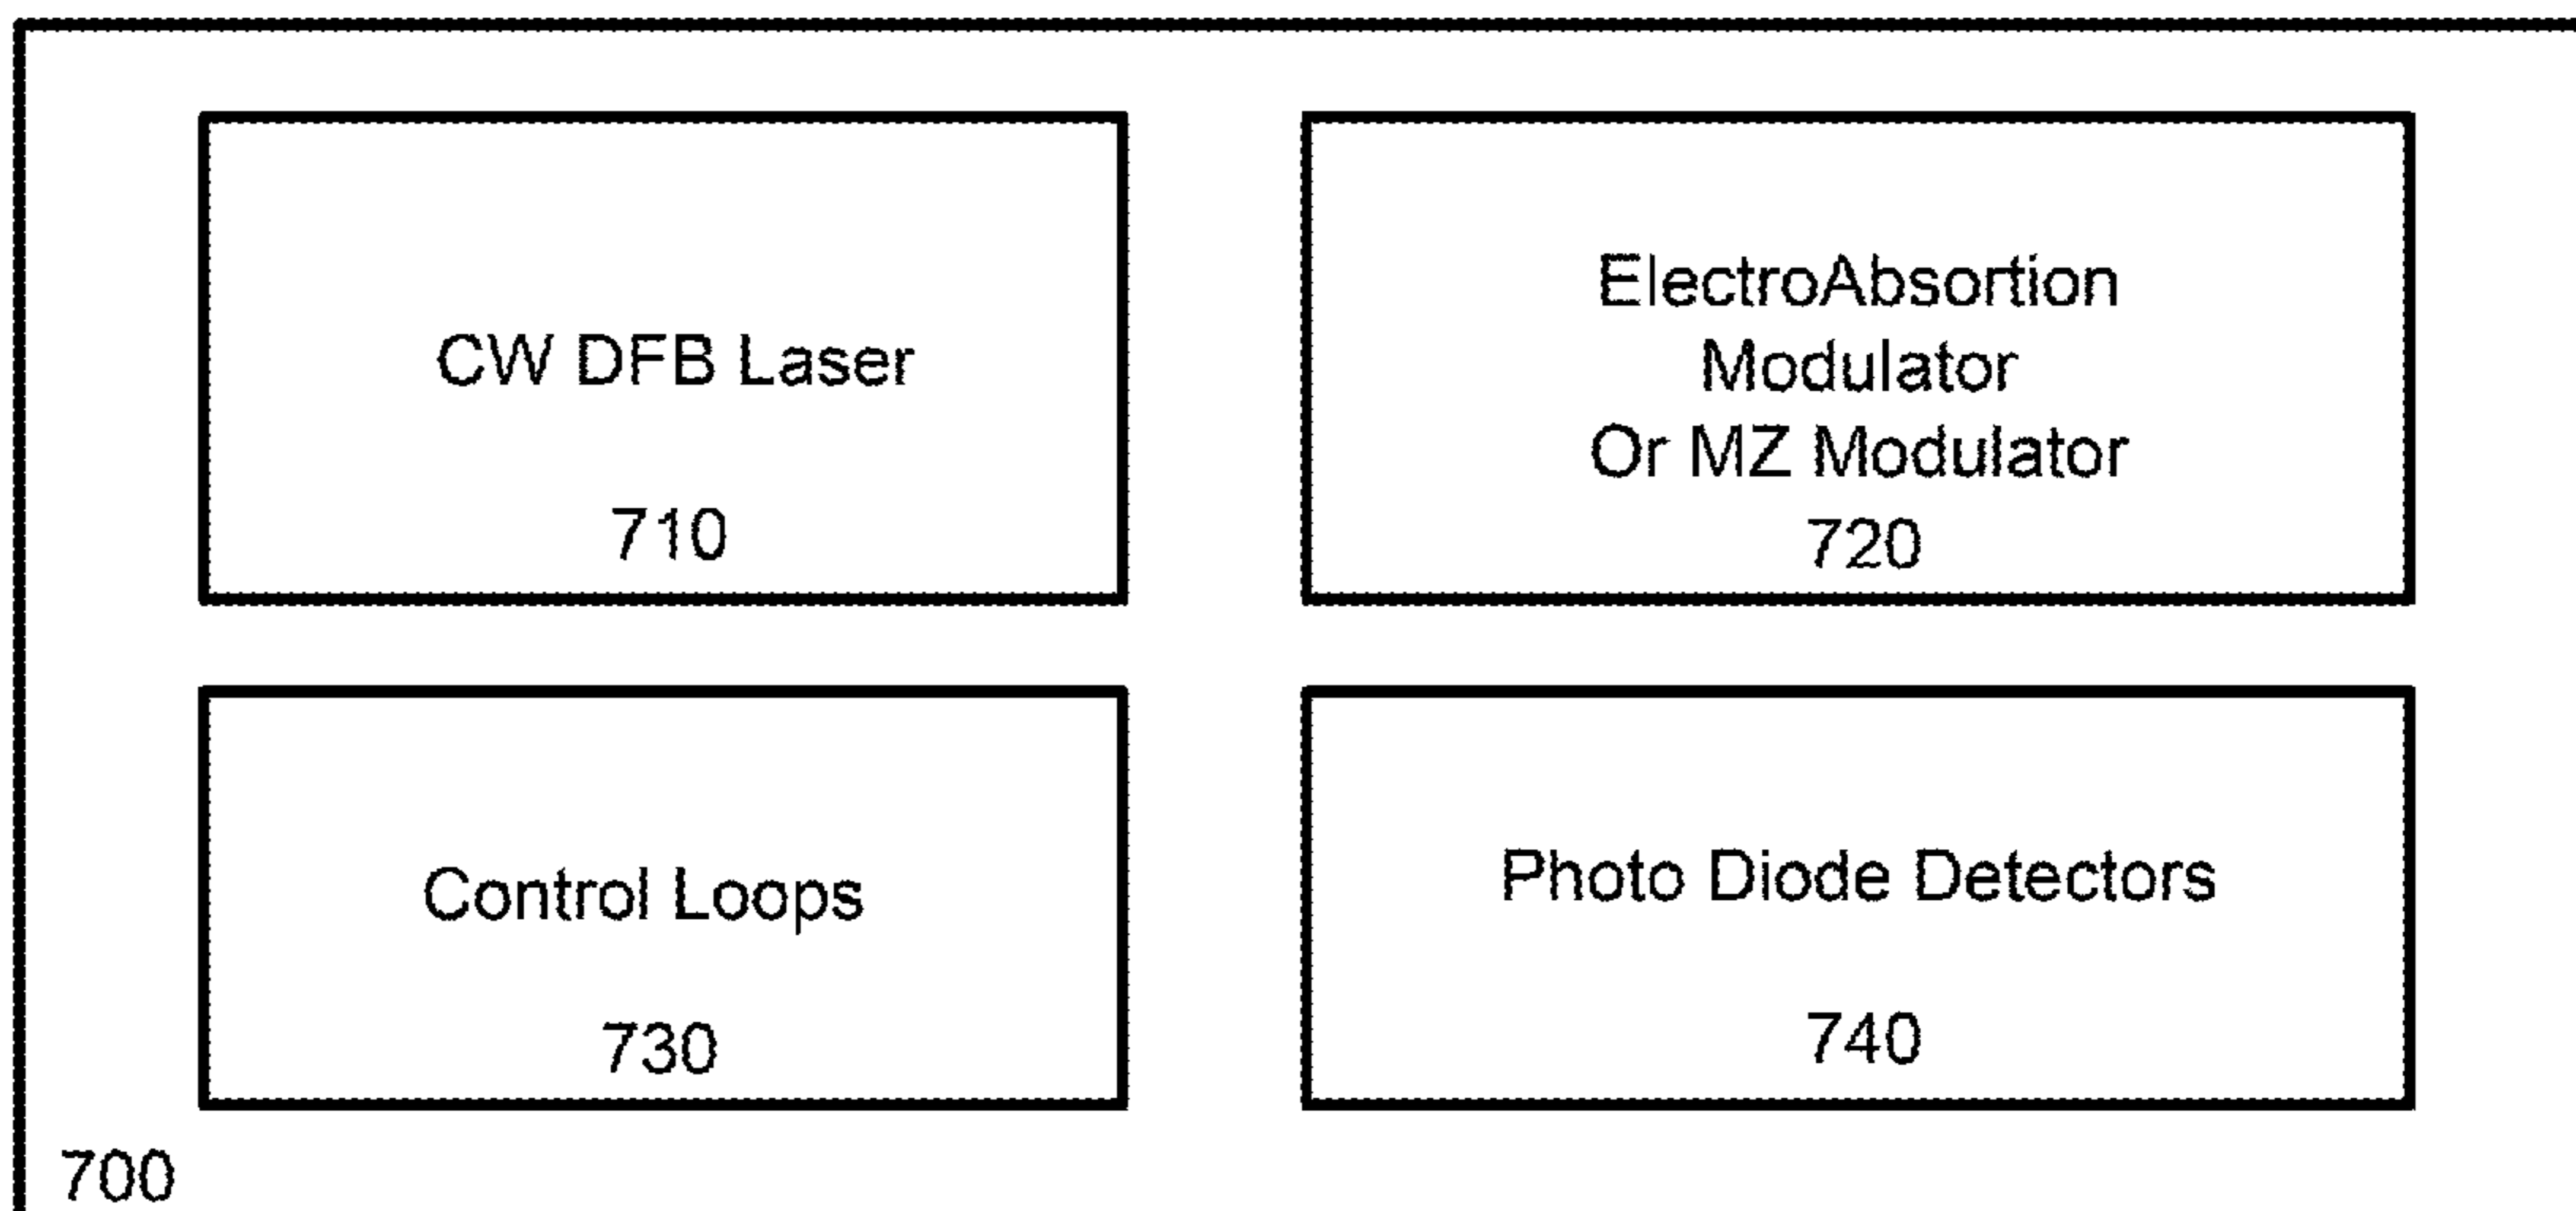 CW DFB Laser
710
ElectroAbsortion
Modulator
Or MZ Modulator
720
Control Loops
730
Photo Diode Detectors
740
700